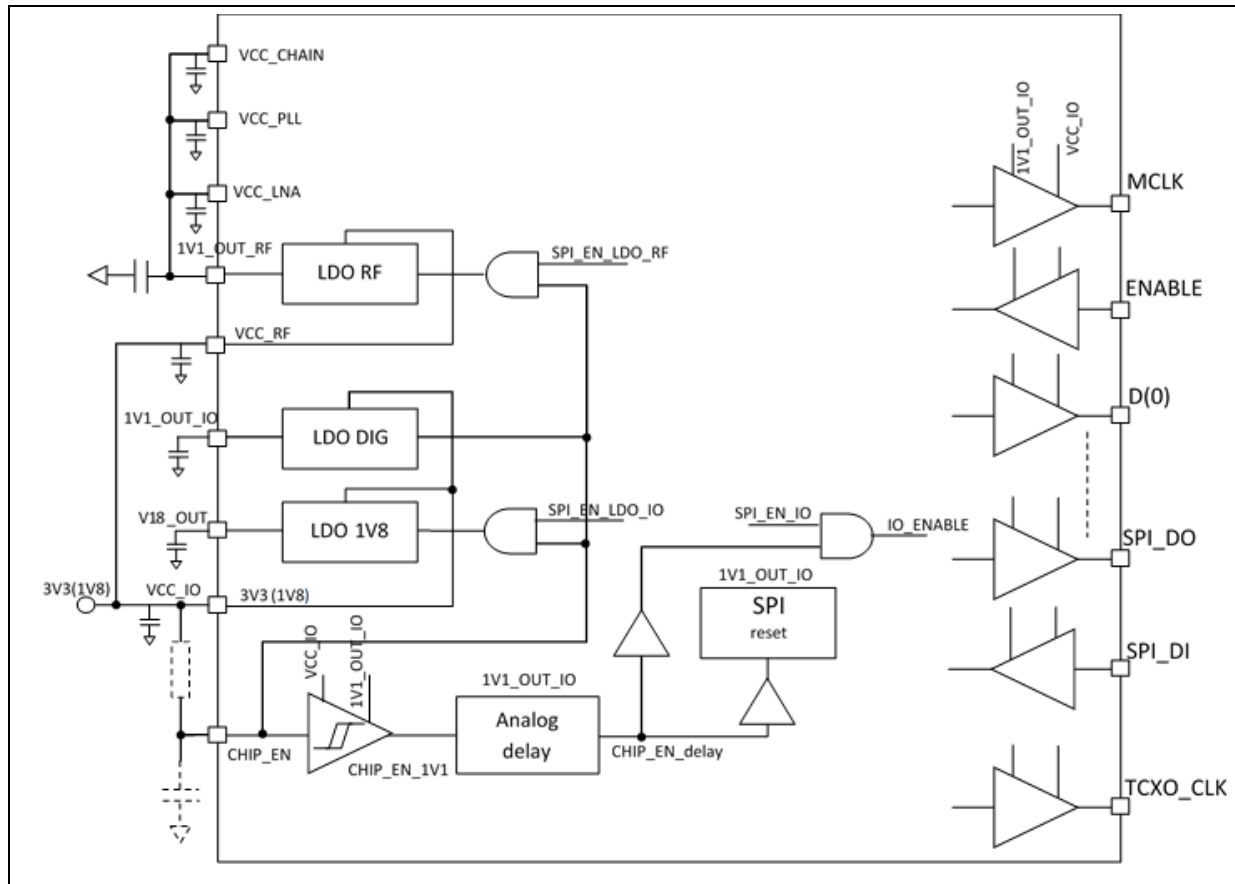 VCC_CHAIN
VCC_PLL
VCC_LNA
1V1_OUT_RF
LDO RF
SPI_EN_LDO_RF
VCC_RF
1V1_OUT_IO
LDO DIG
V18_OUT
LDO 1V8
SPI_EN_LDO_IO
3V3(1V8)
VCC_IO
3V3 (1V8)
VCC_IO
1V1_OUT_IO
CHIP_EN
CHIP_EN_1V1
1V1_OUT_IO
Analog
delay
CHIP_EN_delay
SPI_EN_IO
IO_ENABLE
1V1_OUT_IO
SPI
reset
1V1_OUT_IO
VCC_IO
MCLK
ENABLE
D(0)
SPI_DO
SPI_DI
TCXO_CLK